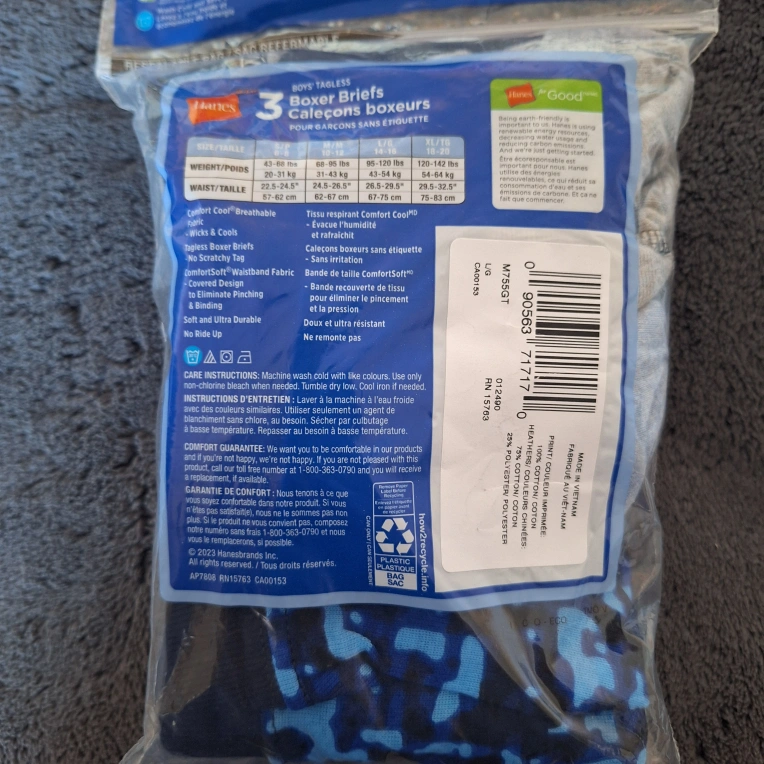 Hanes
3
BOYS' TAGLESS
Boxer Briefs
Caleçons boxeurs
POUR GARÇONS SANS ÉTIQUETTE
SIZE/TAILLE L/G 14-16 XL/TG 18-20
WEIGHT/POIDS 43-68 lbs 68-95 lbs 95-120 lbs 120-142 lbs
20-31 kg 31-43 kg 43-54 kg 54-64 kg
WAIST/TAILLE 22.5-24.5" 24.5-26.5" 26.5-29.5" 29.5-32.5"
57-62 cm 62-67 cm 67-75 cm 75-83 cm
Hanes for Good
Being earth-friendly is
important to us. Hanes is using
renewable energy resources,
decreasing water usage and
reducing carbon emissions.
And we're just getting started.
Être écoresponsable est
important pour nous. Hanes
utilise des énergies
renouvelables, ce qui réduit sa
consommation d'eau et ses
émissions de carbone. Et ce ne
fait que commencer.
Comfort Cool® Breathable
Fabric
- Wicks & Cools
Tagless Boxer Briefs
- No Scratchy Tag
ComfortSoft® Waistband Fabric
- Covered Design
to Eliminate Pinching
& Binding
Soft and Ultra Durable
No Ride Up
Tissu respirant Comfort Cool MD
- Évacue l'humidité
et rafraîchit
Caleçons boxeurs sans étiquette
- Sans irritation
Bande de taille ComfortSoft MD
- Bande recouverte de tissu
pour éliminer le pincement
et la pression
Doux et ultra résistant
Ne remonte pas
CARE INSTRUCTIONS: Machine wash cold with like colours. Use only
non-chlorine bleach when needed. Tumble dry low. Cool iron if needed.
INSTRUCTIONS D'ENTRETIEN : Laver à la machine à l'eau froide
avec des couleurs similaires. Utiliser seulement un agent de
blanchiment sans chlore, au besoin. Sécher par culbutage
à basse température. Repasser au besoin à basse température.
COMFORT GUARANTEE: We want you to be comfortable in our products
and if you're not happy, we're not happy. If you are not pleased with this
product, call our toll free number at 1-800-363-0790 and you will receive
a replacement, if available.
GARANTIE DE CONFORT : Nous tenons à ce que
vous soyez confortable dans notre produit. Si vous
n'êtes pas satisfait(e), nous ne le sommes pas non
plus. Si le produit ne vous convient pas, composez
notre numéro sans frais 1-800-363-0790 et nous
vous le remplacerons, si possible.
© 2023 Hanesbrands Inc.
All rights reserved. / Tous droits réservés.
AP7808 RN15763 CA00153
Remove Paper
Label Before
Recycling
PLASTIC
PLASTIQUE
BAG
SAC
how2recycle.info
CAN ONLY / CAN SEULEMENT
M755GT
L/G
CA00153
0 90563 71717 0
012490
RN 15763
MADE IN VIETNAM
FABRIQUÉ AU VIÊT-NAM
PRINT/ COULEUR IMPRIMÉE:
100% COTTON/ COTON
HEATHERS/ COULEURS CHINÉES:
75% COTTON/ COTON
25% POLYESTER/ POLYESTER